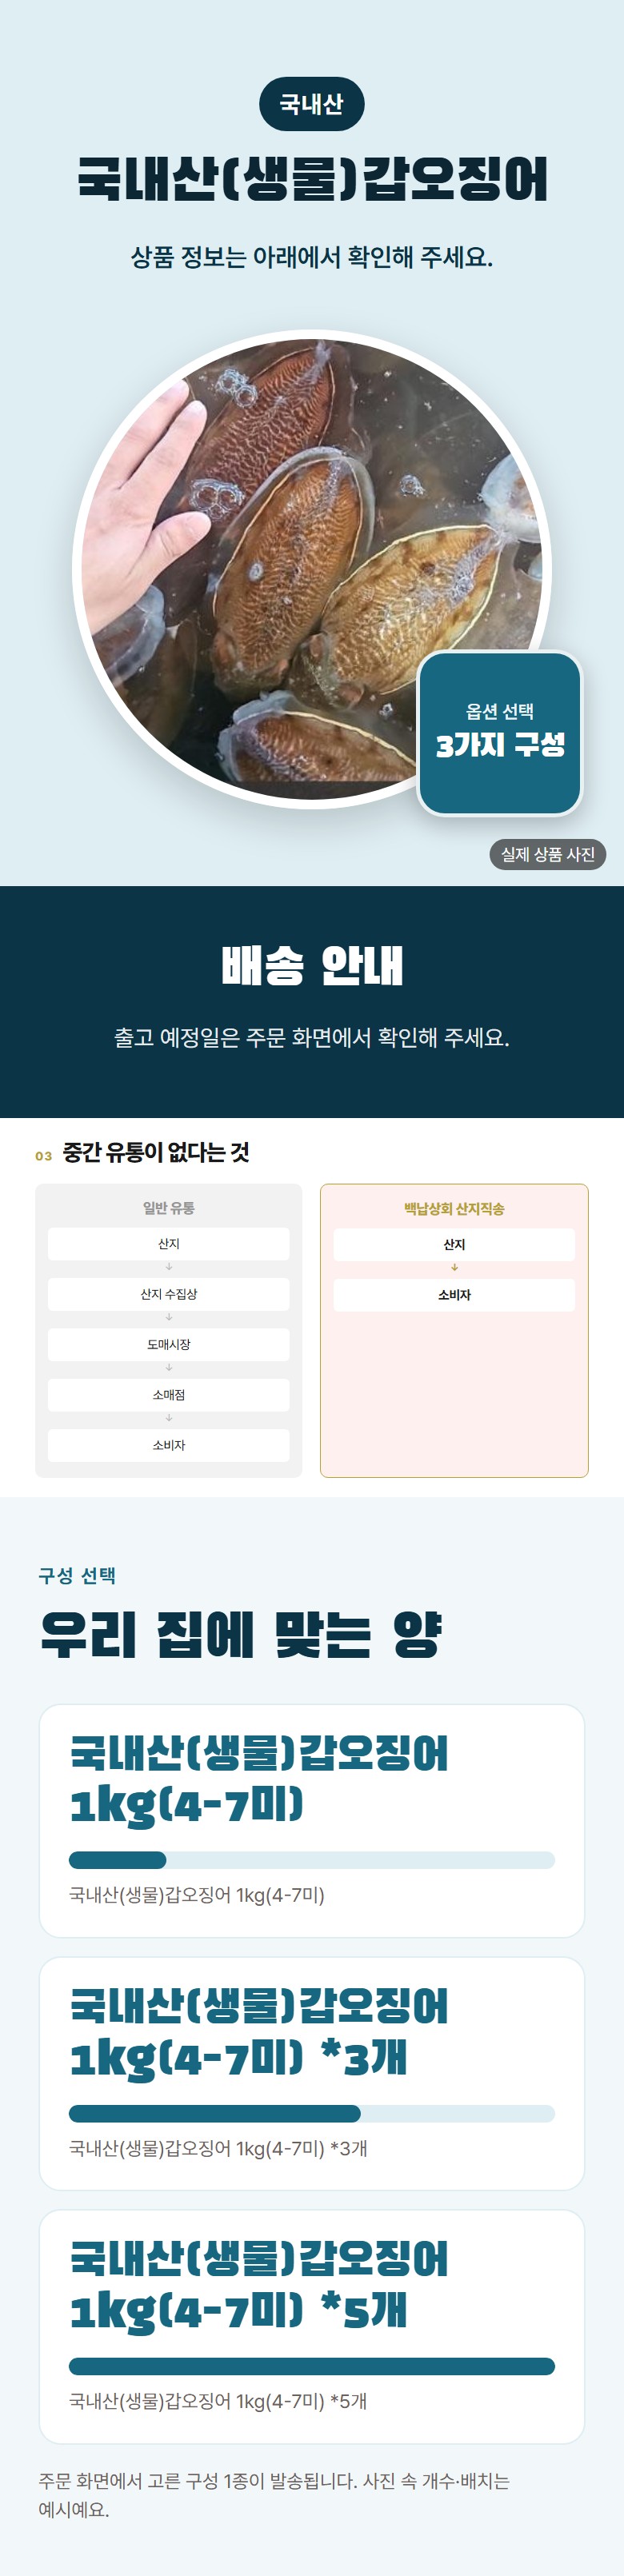 국내산
국내산(생물)갑오징어
상품 정보는 아래에서 확인해 주세요.
옵션 선택
3가지 구성
실제 상품 사진
배송 안내
출고 예정일은 주문 화면에서 확인해 주세요.
03 중간 유통이 없다는 것
일반 유통
산지
↓
산지 수집상
↓
도매시장
↓
소매점
↓
소비자
백납상회 산지직송
산지
↓
소비자
구성 선택
우리 집에 맞는 양
국내산(생물)갑오징어
1kg(4-7미)
국내산(생물)갑오징어 1kg(4-7미)
국내산(생물)갑오징어
1kg(4-7미) *3개
국내산(생물)갑오징어 1kg(4-7미) *3개
국내산(생물)갑오징어
1kg(4-7미) *5개
국내산(생물)갑오징어 1kg(4-7미) *5개
주문 화면에서 고른 구성 1종이 발송됩니다. 사진 속 개수·배치는
예시예요.